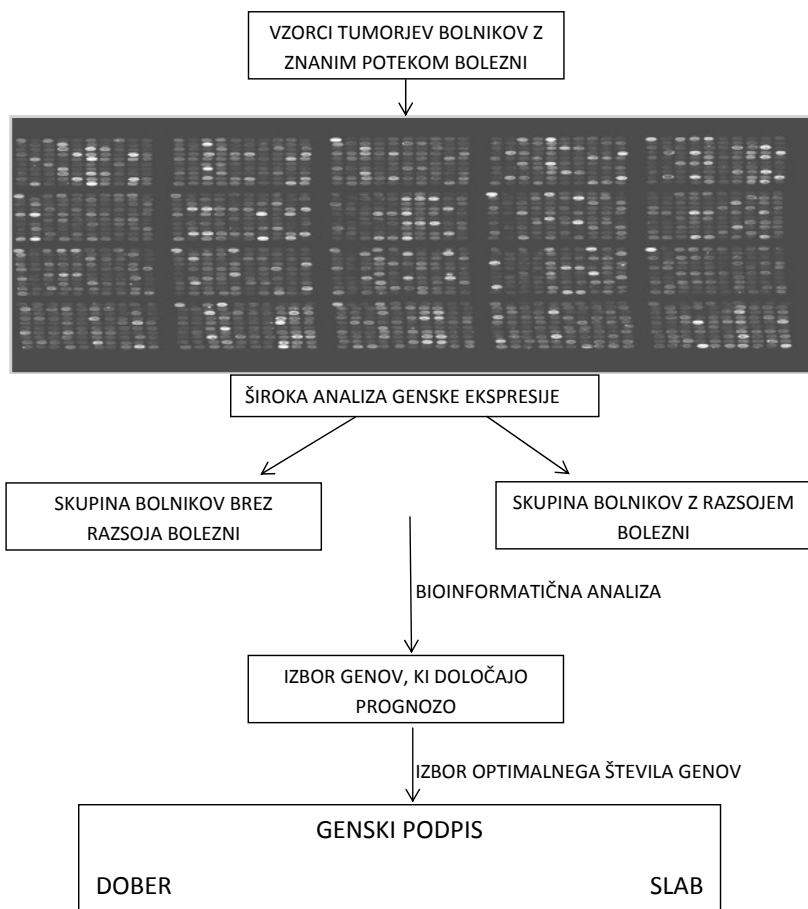 VZORCI TUMORJEV BOLNIKOV Z
ZNANIM POTEKOM BOLEZNI
ŠIROKA ANALIZA GENSKE EKSPRESIJE
SKUPINA BOLNIKOV BREZ
RAZSOJA BOLEZNI
SKUPINA BOLNIKOV Z RAZSOJEM
BOLEZNI
BIOINFORMATIČNA ANALIZA
IZBOR GENOV, KI DOLOČAJO
PROGNOZO
IZBOR OPTIMALNEGA ŠTEVILA GENOV
GENSKI PODPIS
DOBER
SLAB